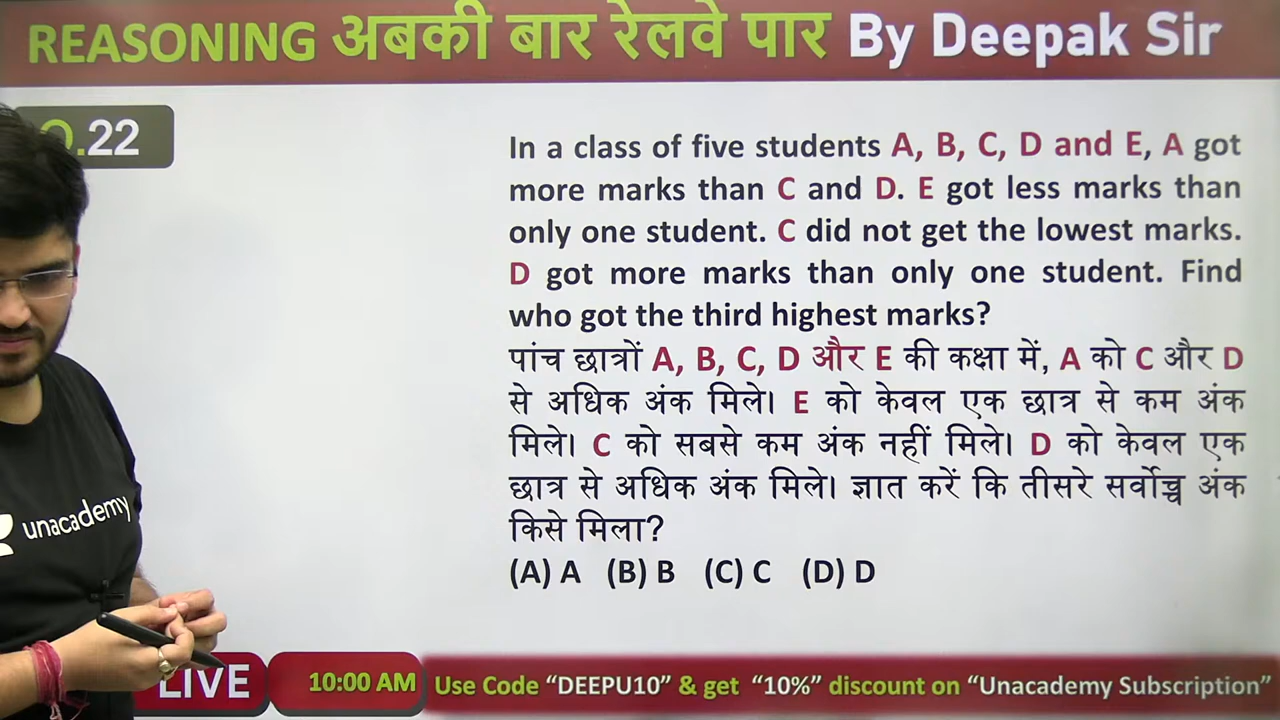 REASONING अबकी बार रेलवे पार By Deepak Sir
Q.22
In a class of five students A, B, C, D and E, A got
more marks than C and D. E got less marks than
only one student. C did not get the lowest marks.
D got more marks than only one student. Find
who got the third highest marks?
पांच छात्रों A, B, C, D और E की कक्षा में, A को C और D
से अधिक अंक मिले। E को केवल एक छात्र से कम अंक
मिले। C को सबसे कम अंक नहीं मिले। D को केवल एक
छात्र से अधिक अंक मिले। ज्ञात करें कि तीसरे सर्वोच्च अंक
किसे मिला?
(A) A (B) B (C) C (D) D
unacademy
LIVE
10:00 AM
Use Code “DEEPU10” & get “10%” discount on “Unacademy Subscription”